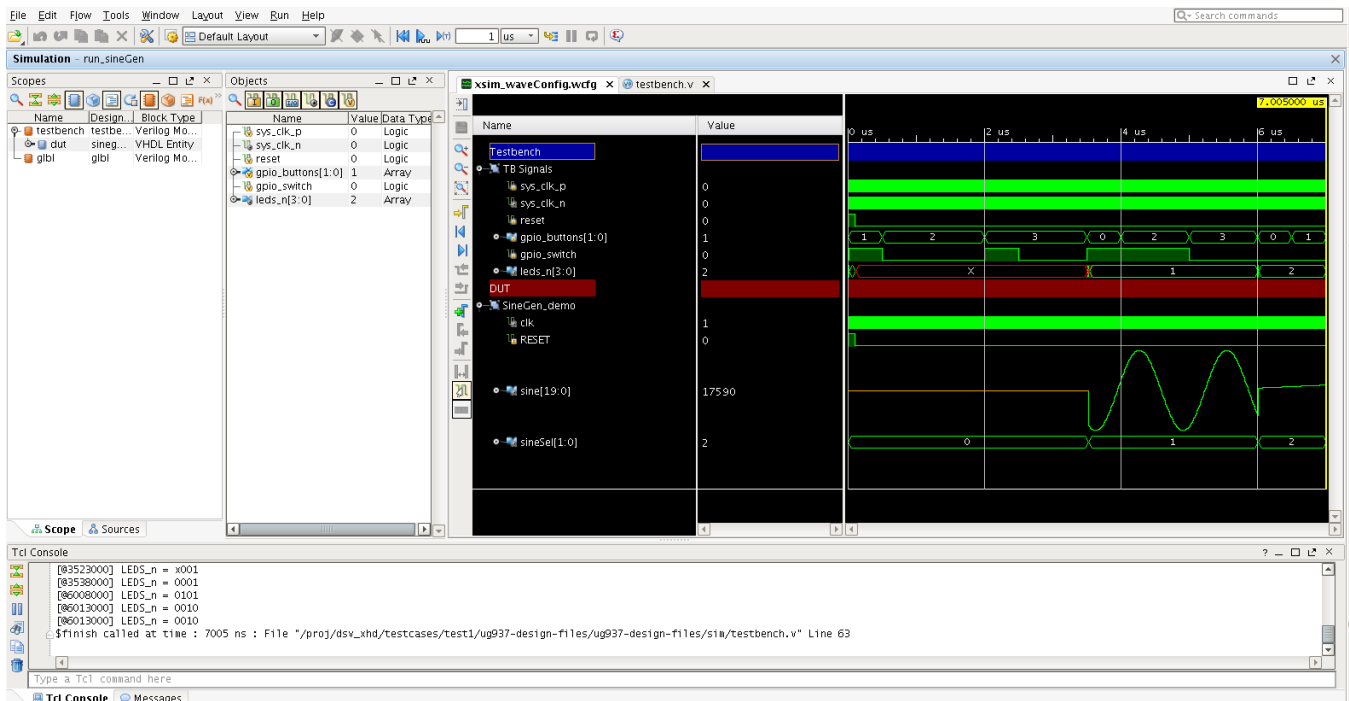 File Edit Flow Tools Window Layout View Run Help
Q- Search commands
Default Layout
1 us
Simulation - run_sineGen
Scopes
Name Design... Block Type
testbench testbe... Verilog Mo...
dut sineg... VHDL Entity
glbl glbl Verilog Mo...
Scope Sources
Objects
Name Value Data Type
sys_clk_p 0 Logic
sys_clk_n 0 Logic
reset 0 Logic
gpio_buttons[1:0] 1 Array
gpio_switch 0 Logic
leds_n[3:0] 2 Array
xsim_waveConfig.wcfg testbench.v
7.005000 us
Name Value
0 us 2 us 4 us 6 us
Testbench
TB Signals
sys_clk_p 0
sys_clk_n 0
reset 0
gpio_buttons[1:0] 1 1 2 3 0 2 3 0 1
gpio_switch 0
leds_n[3:0] 2 X 1 2
DUT
SineGen_demo
clk 1
RESET 0
sine[19:0] 17590
sineSel[1:0] 2 0 1 2
Tcl Console
[@3523000] LEDS_n = x001
[@3538000] LEDS_n = 0001
[@6008000] LEDS_n = 0101
[@6013000] LEDS_n = 0010
[@6013000] LEDS_n = 0010
$finish called at time : 7005 ns : File "/proj/dsv_xhd/testcases/test1/ug937-design-files/ug937-design-files/sim/testbench.v" Line 63
Type a Tcl command here
Tcl Console Messages